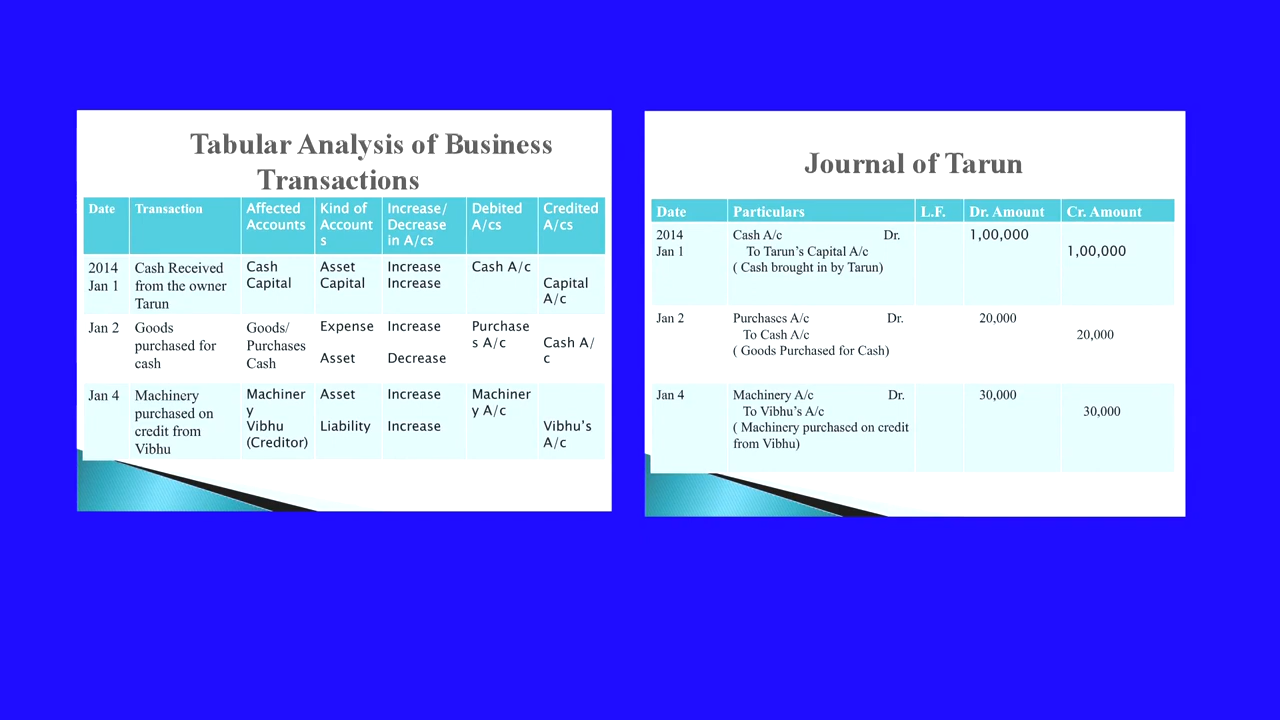 Tabular Analysis of Business
Transactions
Date Transaction Affected Accounts Kind of Account s Increase/ Decrease in A/cs Debited A/cs Credited A/cs
2014 Cash Received Cash Asset Increase Cash A/c
Jan 1 from the owner Capital Capital Increase Capital
Tarun A/c
Jan 2 Goods Goods/ Expense Increase Purchase
purchased for Purchases s A/c Cash A/
cash Cash Asset Decrease c
Jan 4 Machinery Machiner Asset Increase Machiner
purchased on y y A/c
credit from Vibhu Liability Increase Vibhu's
Vibhu (Creditor) A/c
Journal of Tarun
Date Particulars L.F. Dr. Amount Cr. Amount
2014 Cash A/c Dr. 1,00,000
Jan 1 To Tarun's Capital A/c 1,00,000
( Cash brought in by Tarun)
Jan 2 Purchases A/c Dr. 20,000
To Cash A/c 20,000
( Goods Purchased for Cash)
Jan 4 Machinery A/c Dr. 30,000
To Vibhu's A/c 30,000
( Machinery purchased on credit
from Vibhu)